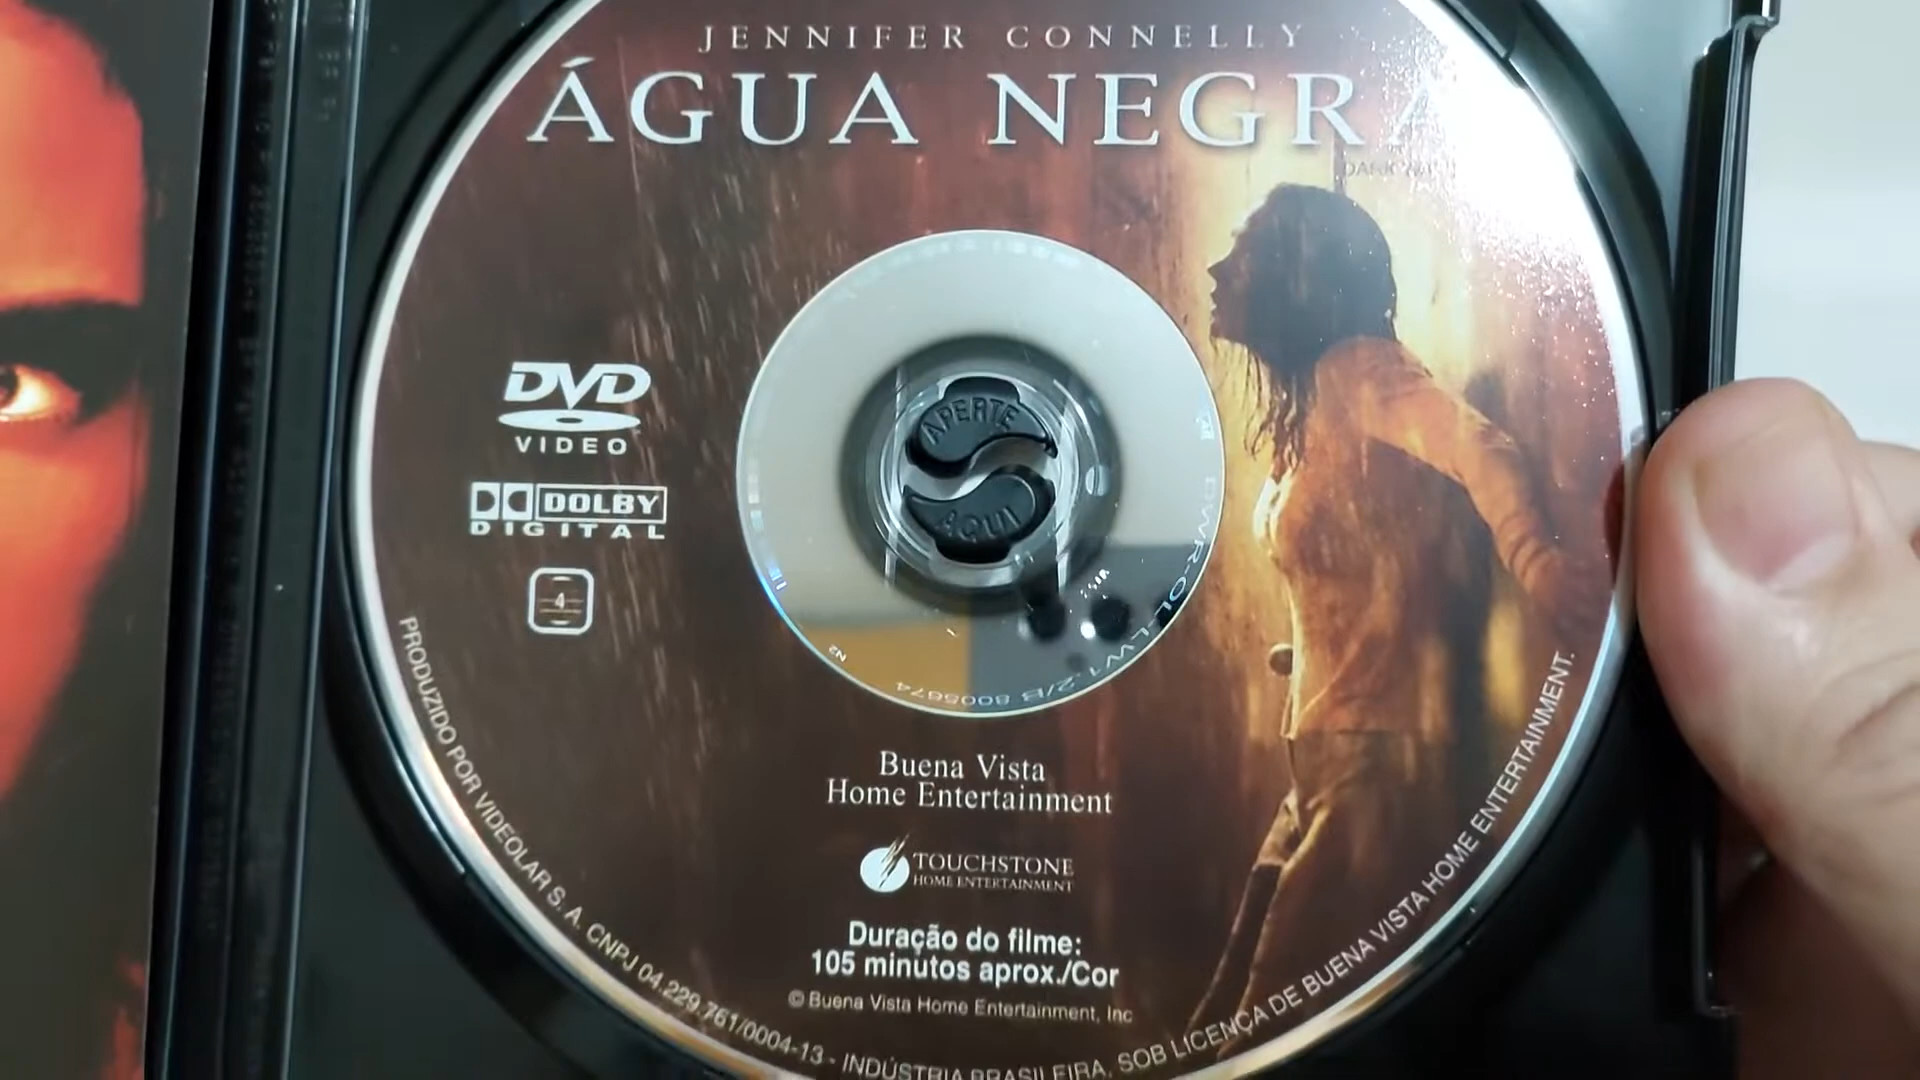 JENNIFER CONNELLY
ÁGUA NEGRA
DVD
VIDEO
DOLBY
DIGITAL
4
APERTE
AQUI
Buena Vista
Home Entertainment
TOUCHSTONE
HOME ENTERTAINMENT
Duração do filme:
105 minutos aprox./Cor
© Buena Vista Home Entertainment, Inc
PRODUZIDO POR VIDEOLAR S. A. CNPJ 04.229.761/0004-13 - INDÚSTRIA BRASILEIRA, SOB LICENÇA DE BUENA VISTA HOME ENTERTAINMENT.